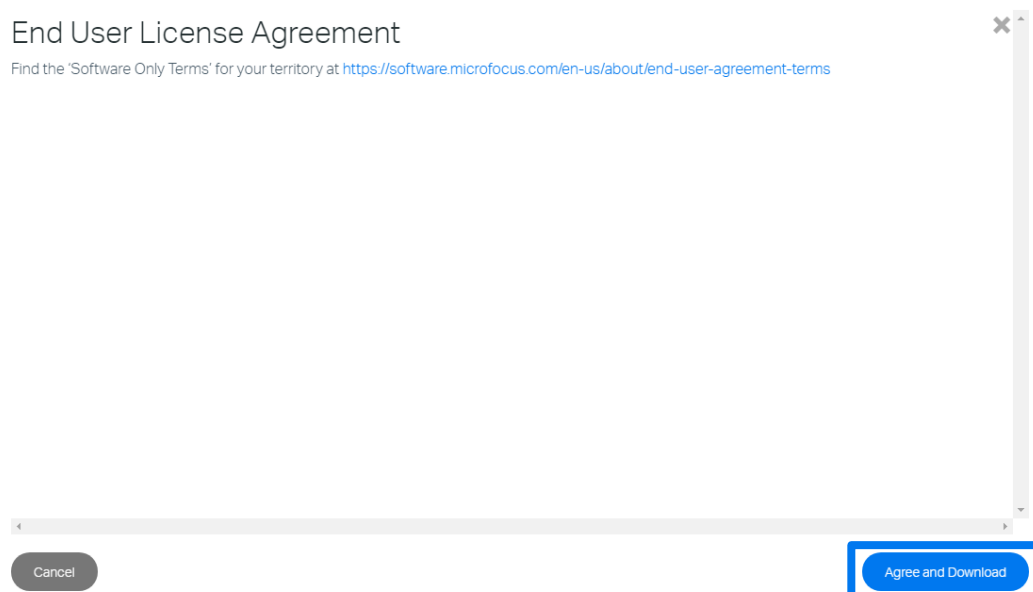 End User License Agreement
Find the 'Software Only Terms' for your territory at https://software.microfocus.com/en-us/about/end-user-agreement-terms
Cancel
Agree and Download